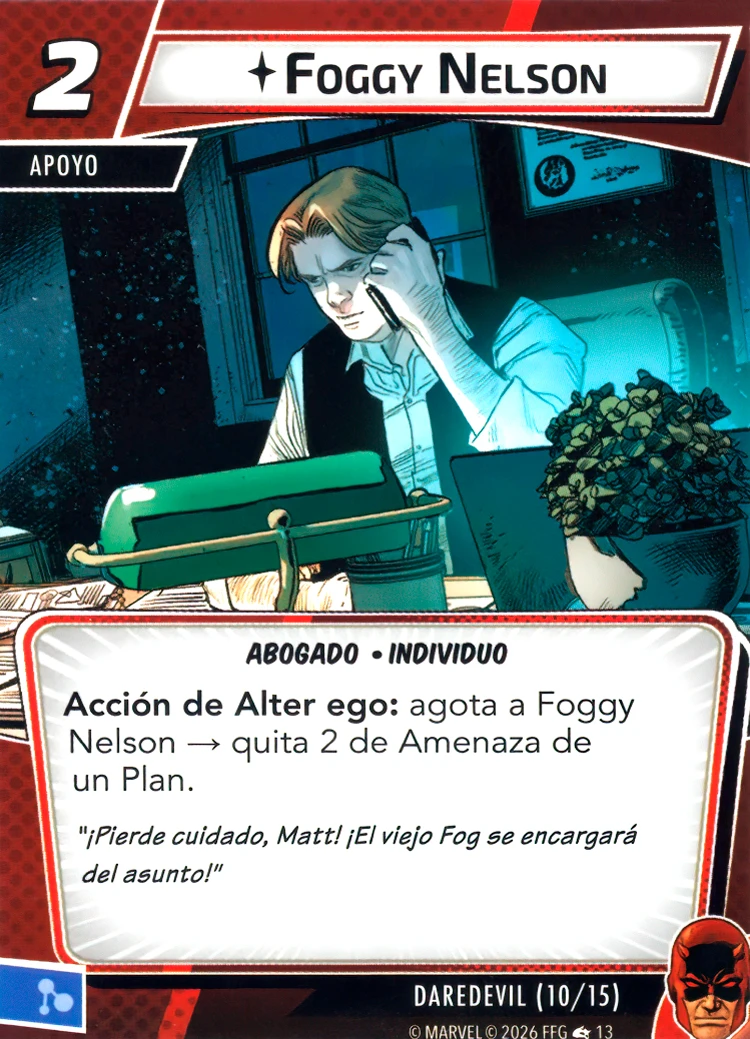 2
FOGGY NELSON
APOYO
ABOGADO • INDIVIDUO
Acción de Alter ego: agota a Foggy
Nelson → quita 2 de Amenaza de
un Plan.
"¡Pierde cuidado, Matt! ¡El viejo Fog se encargará
del asunto!"
DAREDEVIL (10/15)
© MARVEL © 2026 FFG 13